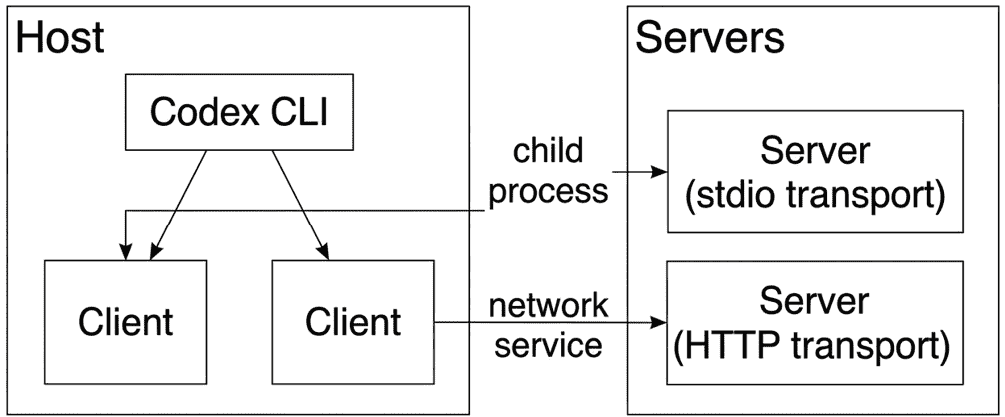 Host
Codex CLI
Client
Client
child
process
network
service
Servers
Server
(stdio transport)
Server
(HTTP transport)